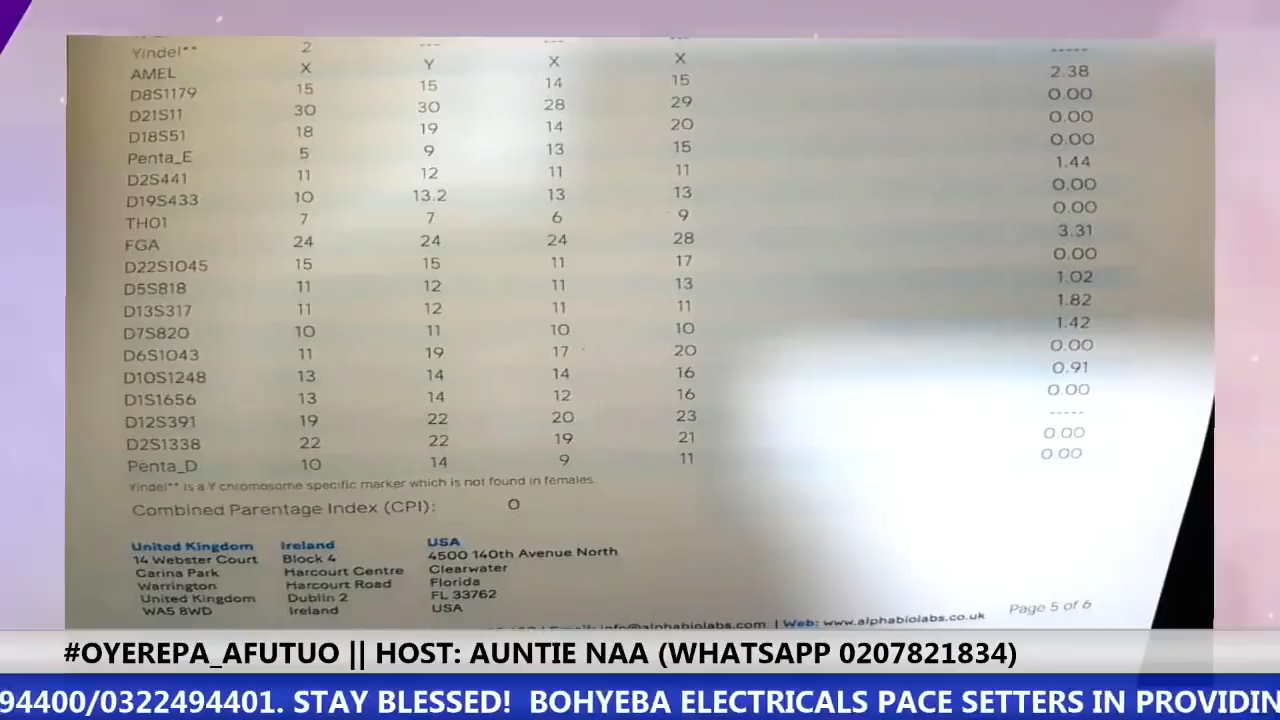 Yindel** 2 --- --- ---
AMEL X Y X X -----
D8S1179 15 15 14 15 2.38
D21S11 30 30 28 29 0.00
D18S51 18 19 14 20 0.00
Penta_E 5 9 13 15 0.00
D2S441 11 12 11 11 1.44
D19S433 10 13.2 13 13 0.00
THO1 7 7 6 9 0.00
FGA 24 24 24 28 3.31
D22S1045 15 15 11 17 0.00
D5S818 11 12 11 13 1.02
D13S317 11 12 11 11 1.82
D7S820 10 11 10 10 1.42
D6S1043 11 19 17 20 0.00
D10S1248 13 14 14 16 0.91
D1S1656 13 14 12 16 0.00
D12S391 19 22 20 23 -----
D2S1338 22 22 19 21 0.00
Penta_D 10 14 9 11 0.00
Yindel** is a Y chromosome specific marker which is not found in females.
Combined Parentage Index (CPI): 0
United Kingdom
14 Webster Court
Carina Park
Warrington
United Kingdom
WA5 8WD
Ireland
Block 4
Harcourt Centre
Harcourt Road
Dublin 2
Ireland
USA
4500 140th Avenue North
Clearwater
Florida
FL 33762
USA
info@alphabiolabs.com | Web: www.alphabiolabs.co.uk
Page 5 of 6
#OYEREPA_AFUTUO || HOST: AUNTIE NAA (WHATSAPP 0207821834)
94400/0322494401. STAY BLESSED! BOHYEBA ELECTRICALS PACE SETTERS IN PROVIDIN